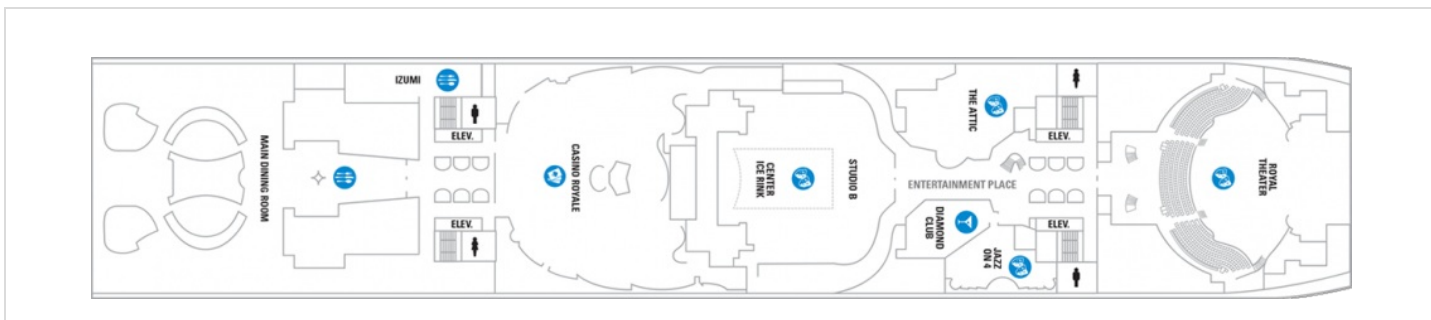 IZUMI
ELEV.
MAIN DINING ROOM
ELEV.
CASINO ROYALE
CENTER
ICE RINK
STUDIO B
THE ATTIC
ELEV.
ENTERTAINMENT PLACE
DIAMOND
CLUB
JAZZ
ON 4
ELEV.
ROYAL
THEATER